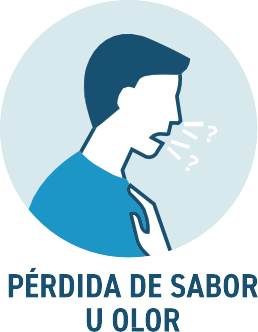 ? ?
PÉRDIDA DE SABOR
U OLOR